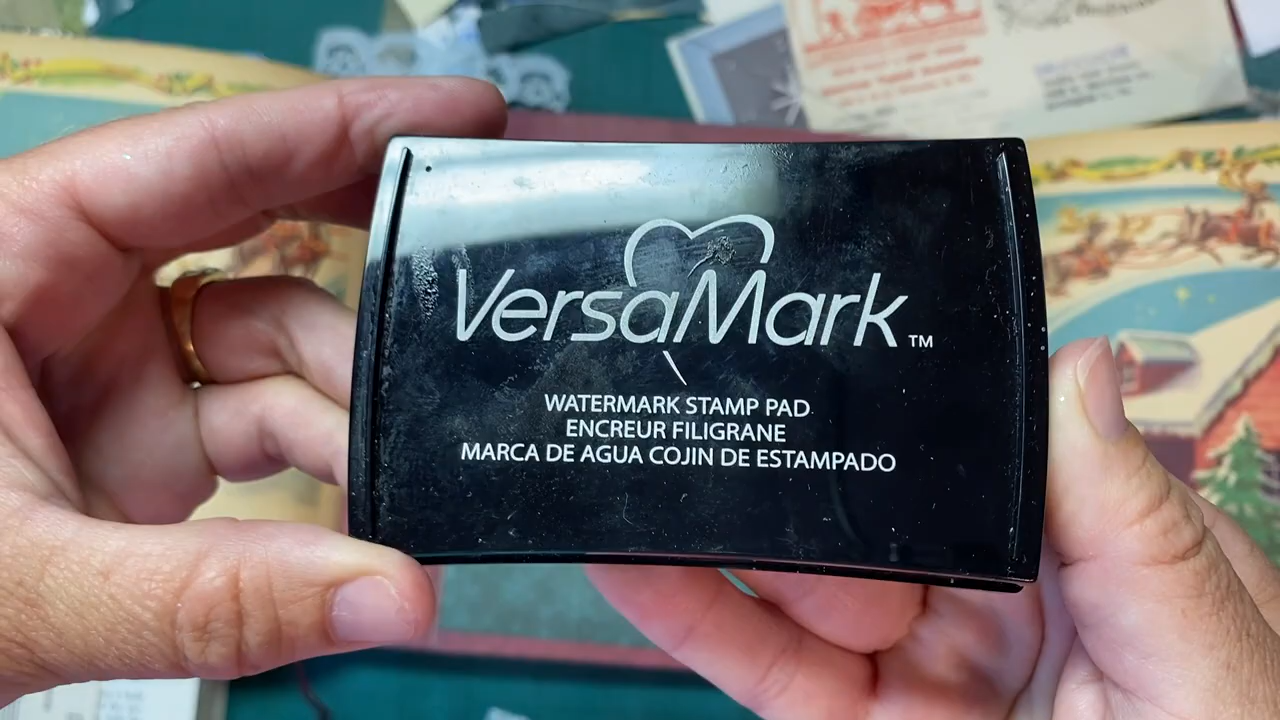 VersaMark™
WATERMARK STAMP PAD
ENCREUR FILIGRANE
MARCA DE AGUA COJIN DE ESTAMPADO